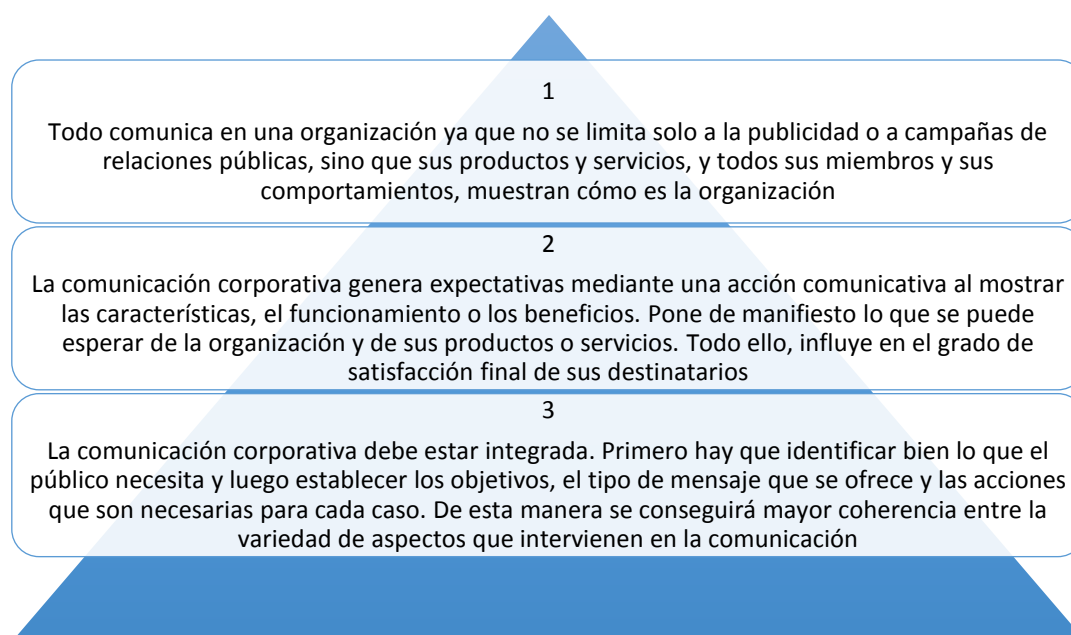 1
Todo comunica en una organización ya que no se limita solo a la publicidad o a campañas de
relaciones públicas, sino que sus productos y servicios, y todos sus miembros y sus
comportamientos, muestran cómo es la organización
2
La comunicación corporativa genera expectativas mediante una acción comunicativa al mostrar
las características, el funcionamiento o los beneficios. Pone de manifiesto lo que se puede
esperar de la organización y de sus productos o servicios. Todo ello, influye en el grado de
satisfacción final de sus destinatarios
3
La comunicación corporativa debe estar integrada. Primero hay que identificar bien lo que el
público necesita y luego establecer los objetivos, el tipo de mensaje que se ofrece y las acciones
que son necesarias para cada caso. De esta manera se conseguirá mayor coherencia entre la
variedad de aspectos que intervienen en la comunicación